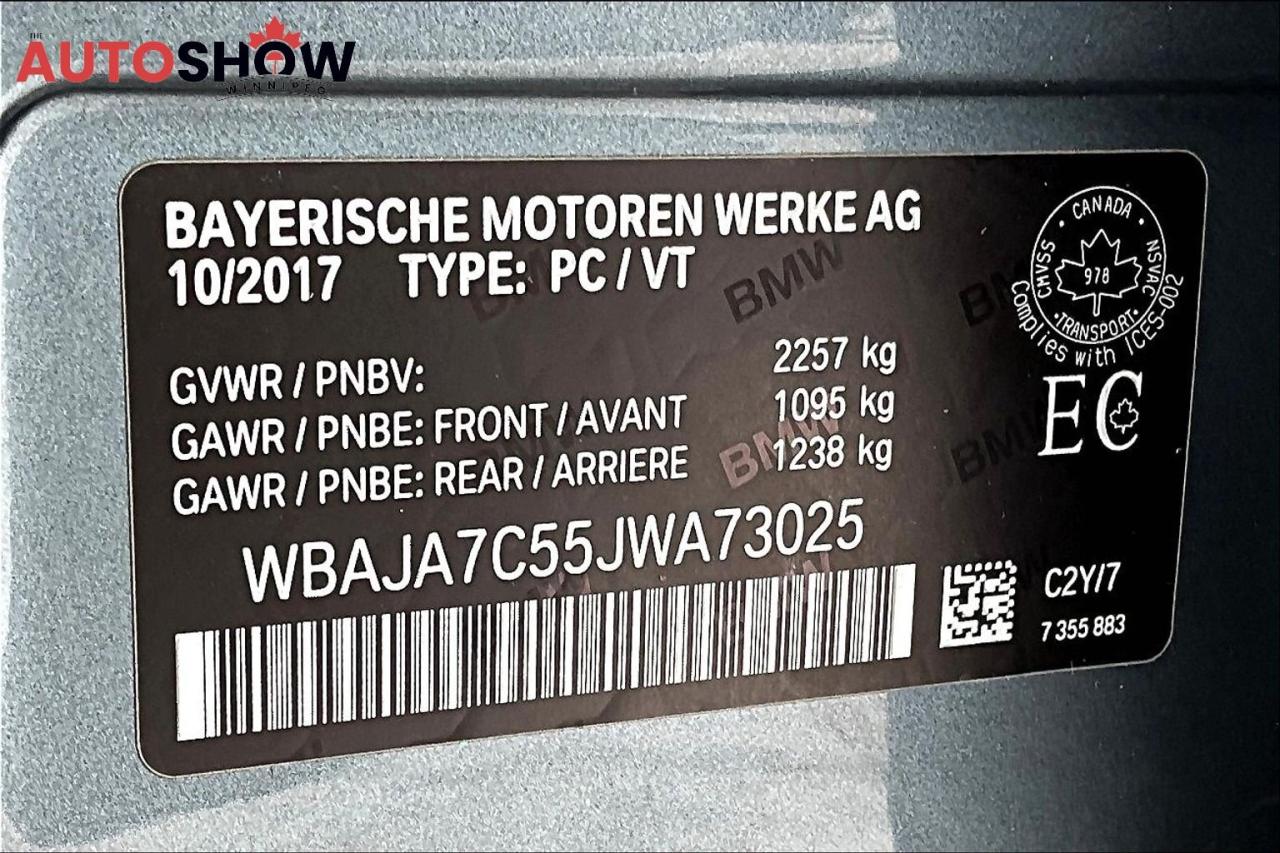 THE
AUTOSHOW
WINNIPEG
BAYERISCHE MOTOREN WERKE AG
10/2017 TYPE: PC / VT
GVWR / PNBV: 2257 kg
GAWR / PNBE: FRONT / AVANT 1095 kg
GAWR / PNBE: REAR / ARRIERE 1238 kg
WBAJA7C55JWA73025
CANADA
CMVSS
NSVAC
978
TRANSPORT
Complies with ICES-002
EC
C2Y/7
7 355 883
BMW
BMW
BMW
BMW